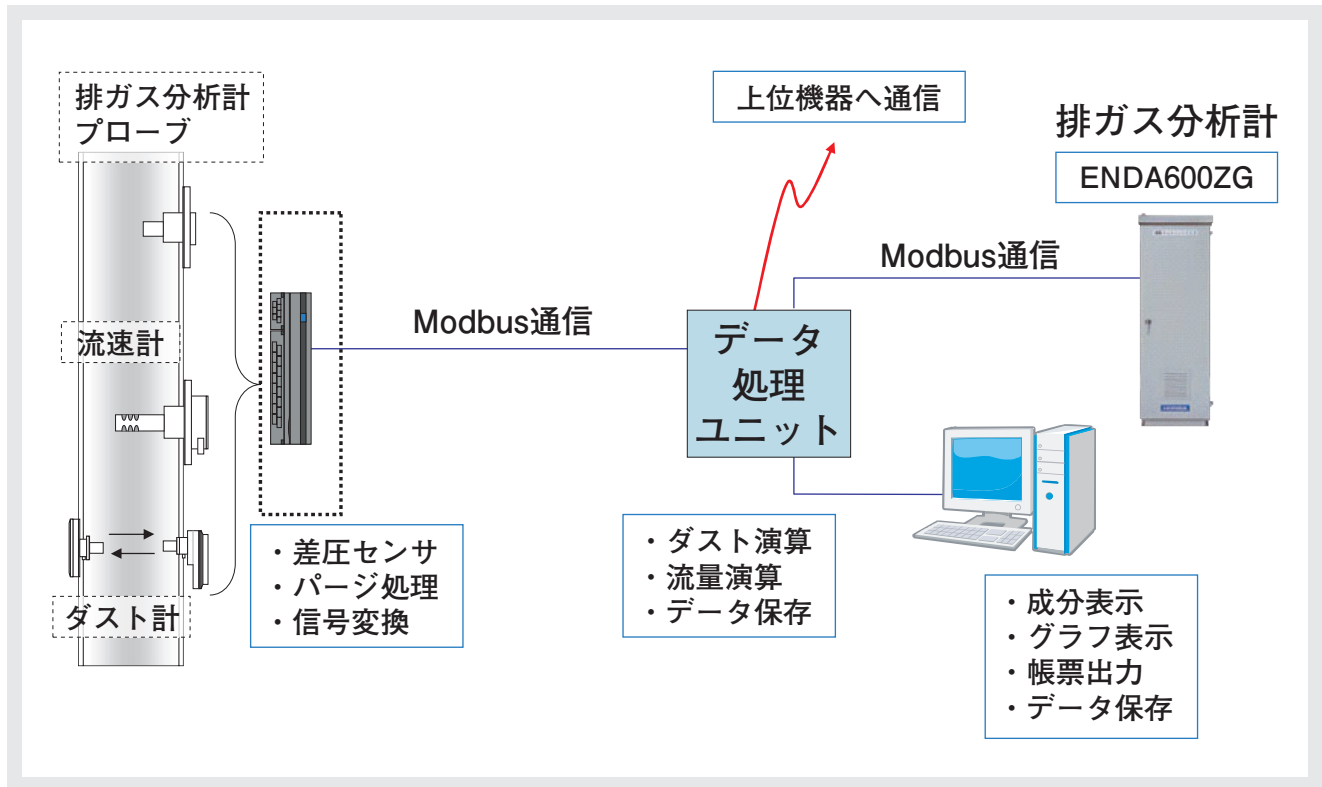 排ガス分析計
プローブ
流速計
ダスト計
・差圧センサ
・パージ処理
・信号変換
Modbus通信
上位機器へ通信
データ
処理
ユニット
・ダスト演算
・流量演算
・データ保存
Modbus通信
排ガス分析計
ENDA600ZG
・成分表示
・グラフ表示
・帳票出力
・データ保存